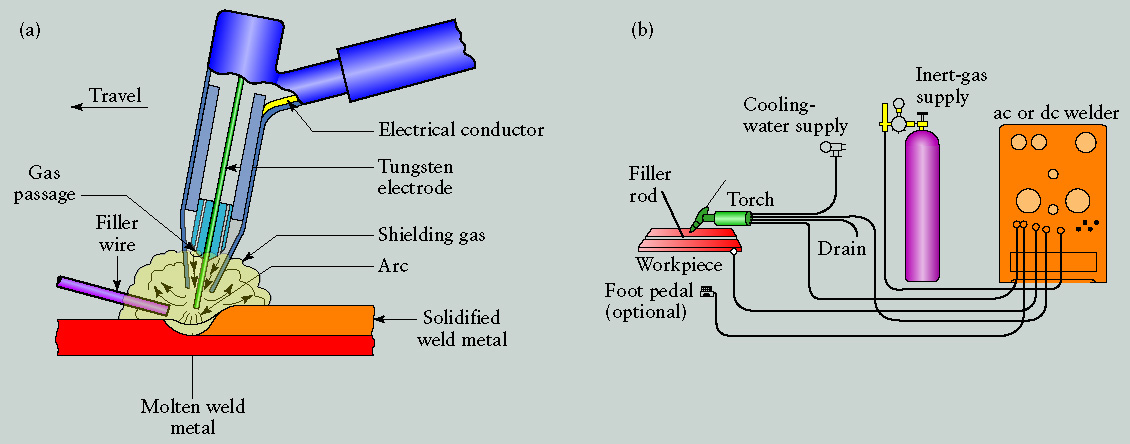 (a)
Travel
Electrical conductor
Tungsten
electrode
Gas
passage
Filler
wire
Shielding gas
Arc
Solidified
weld metal
Molten weld
metal
(b)
Inert-gas
supply
Cooling-
water supply
ac or dc welder
Filler
rod
Torch
Drain
Workpiece
Foot pedal
(optional)